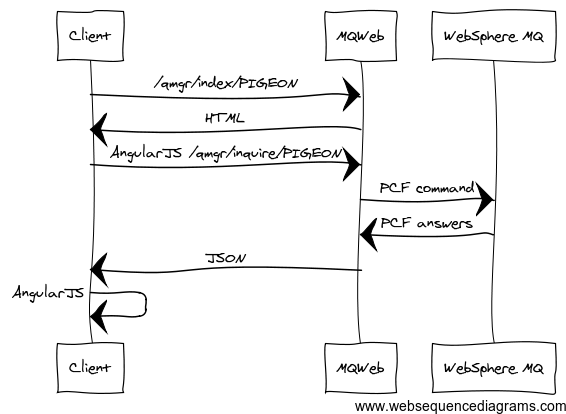 Client
MQWeb
WebSphere MQ
/qmgr/index/PIGEON
HTML
AngularJS /qmgr/inquire/PIGEON
PCF command
PCF answers
JSON
AngularJS
Client
MQWeb
WebSphere MQ
www.websequencediagrams.com